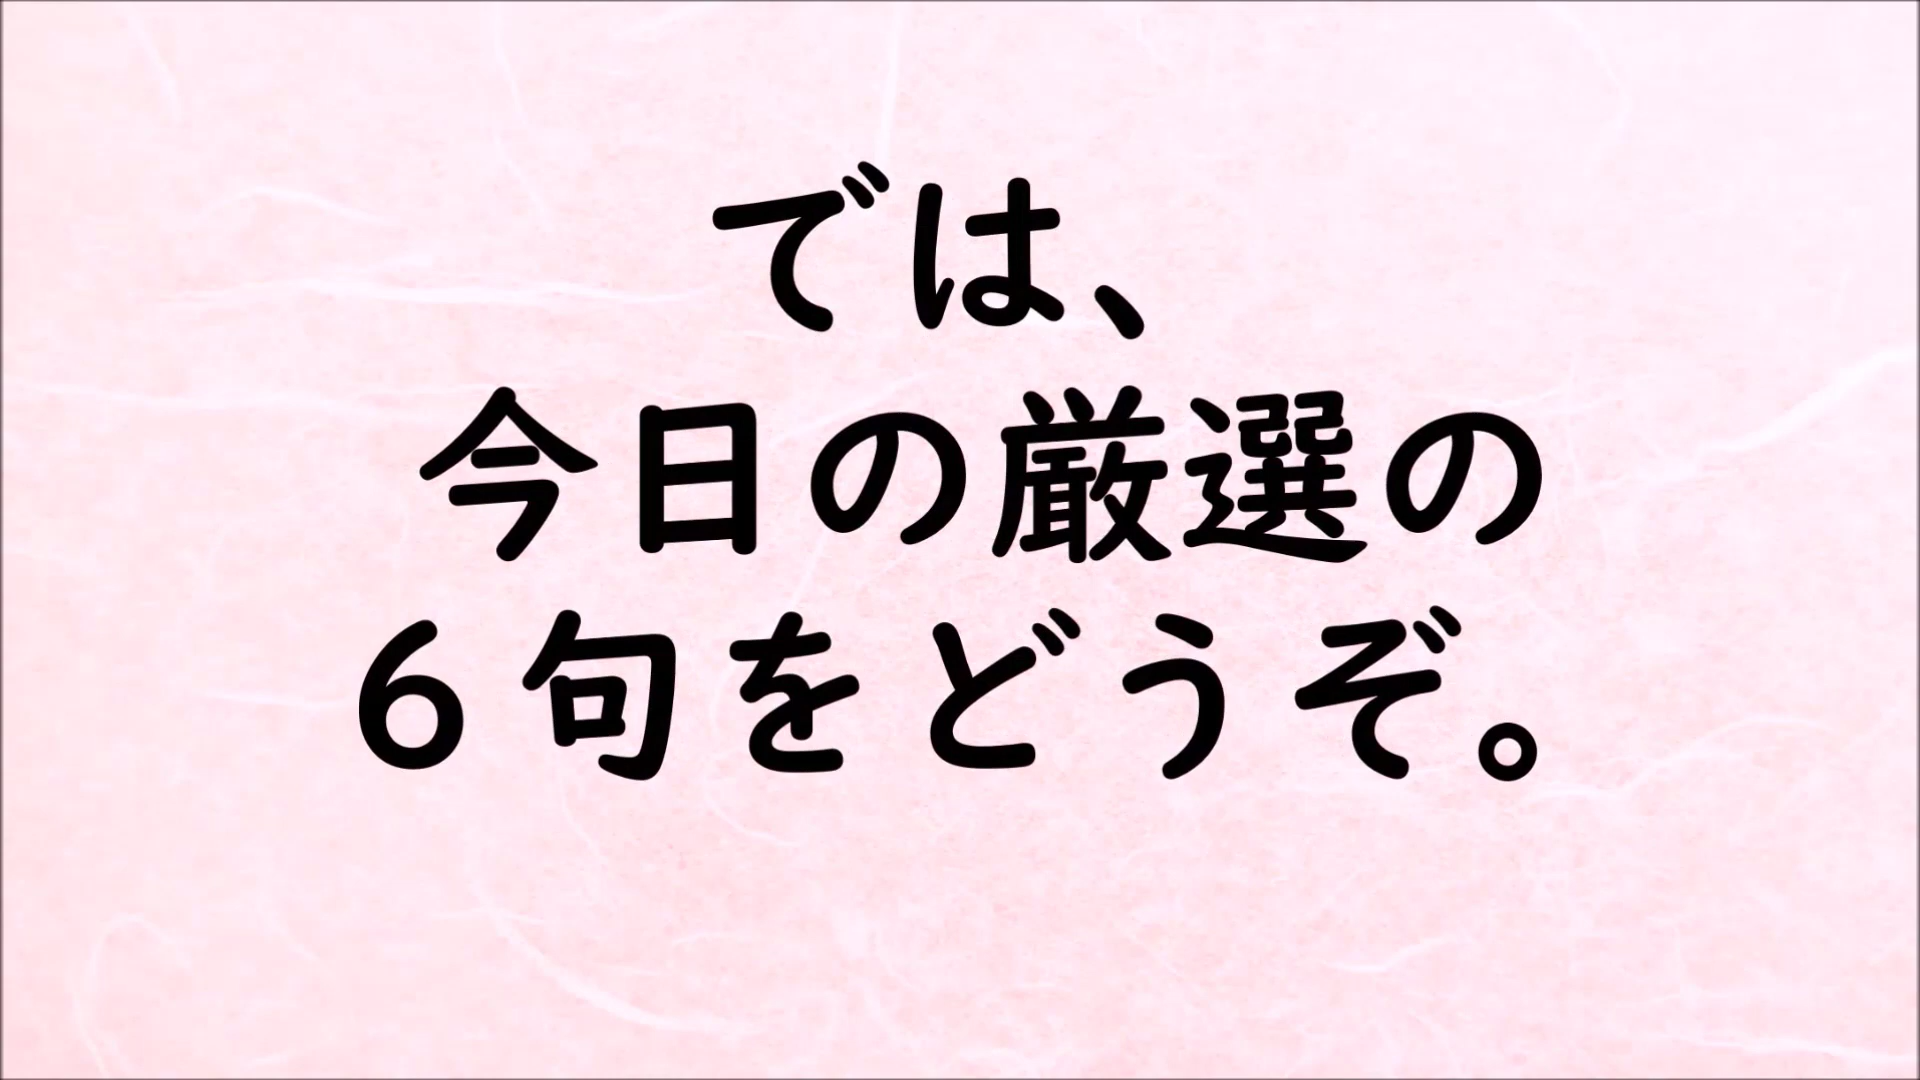 では、
今日の厳選の
６句をどうぞ。